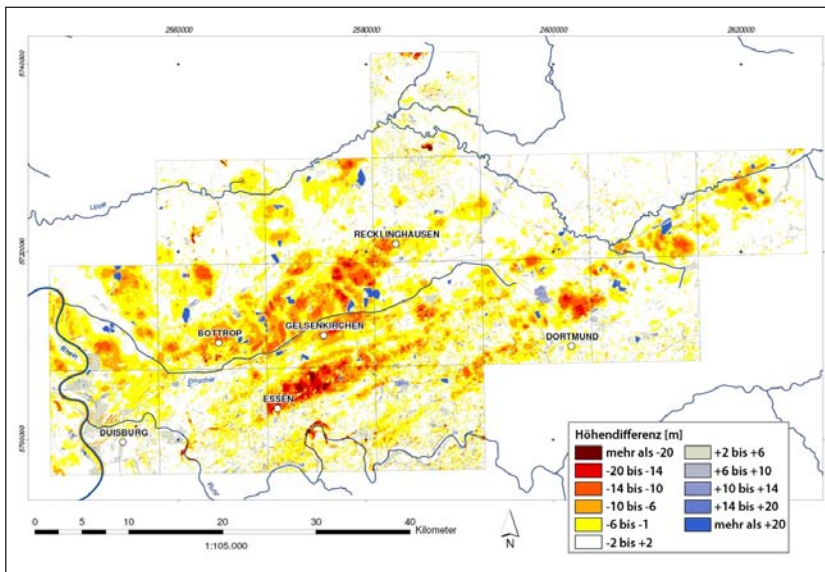 2560000
2580000
2600000
2620000
5740000
5720000
5700000
Lippe
RECKLINGHAUSEN
BOTTROP
GELSENKIRCHEN
Rhein
DORTMUND
Emscher
ESSEN
DUISBURG
Ruhr
Höhendifferenz [m]
mehr als -20
-20 bis -14
-14 bis -10
-10 bis -6
-6 bis -1
-2 bis +2
+2 bis +6
+6 bis +10
+10 bis +14
+14 bis +20
mehr als +20
0 5 10 20 30 40
Kilometer
1:105.000
N